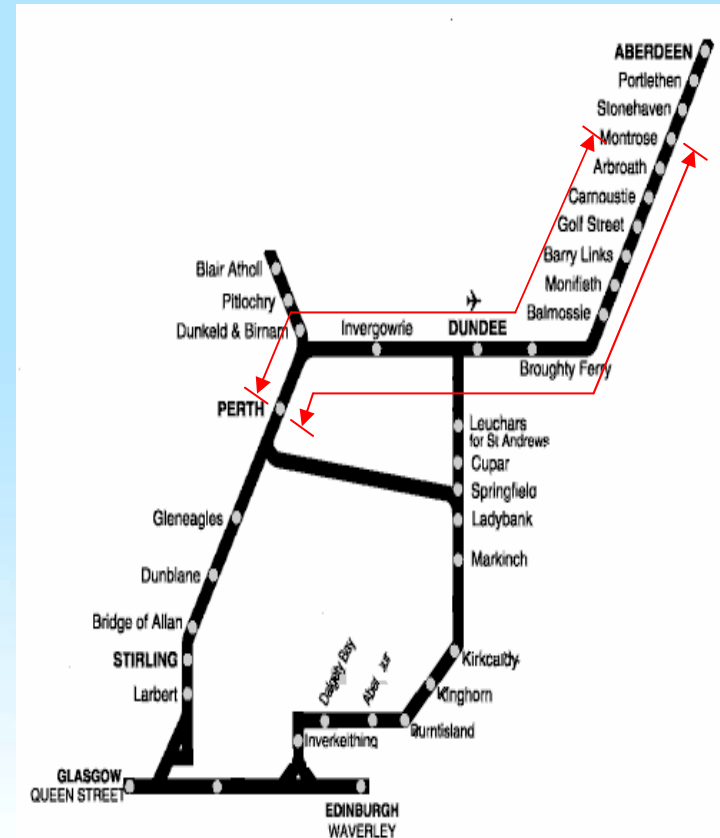 ABERDEEN
Portlethen
Stonehaven
Montrose
Arbroath
Carnoustie
Golf Street
Barry Links
Monifieth
Balmossie
Blair Atholl
Pitlochry
Dunkeld & Birnam
Invergowrie
DUNDEE
Broughty Ferry
PERTH
Leuchars
for St Andrews
Cupar
Springfield
Ladybank
Gleneagles
Markinch
Dunblane
Bridge of Allan
STIRLING
Larbert
Kirkcaldy
Kinghorn
Burntisland
Dalgety Bay
Inverkeithing
GLASGOW
QUEEN STREET
EDINBURGH
WAVERLEY